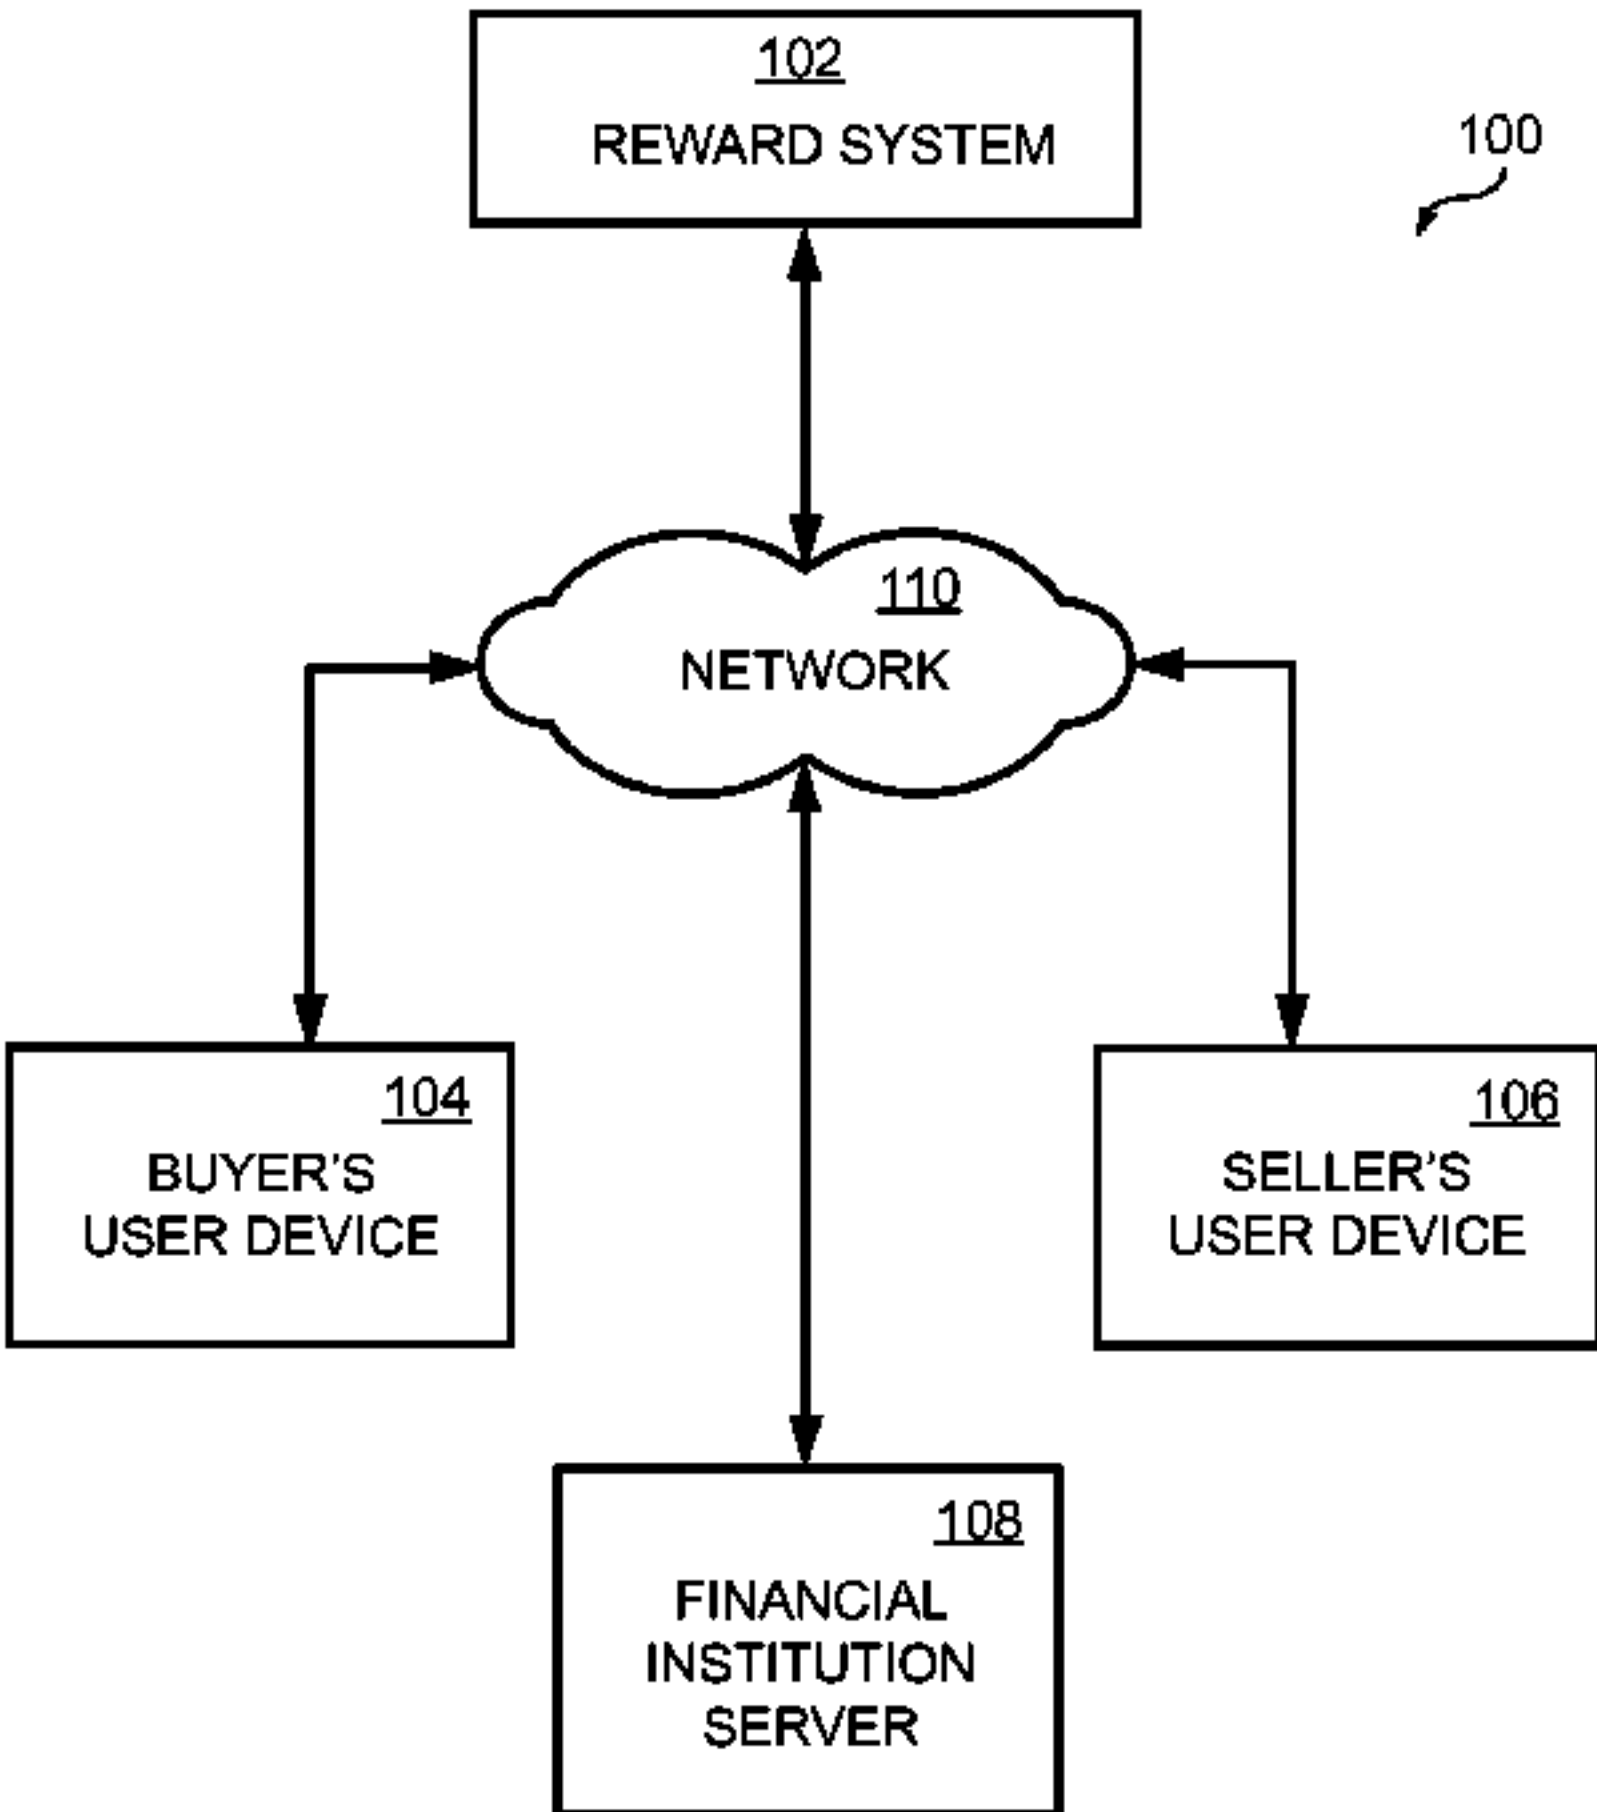 102
REWARD SYSTEM
100
110
NETWORK
104
BUYER'S
USER DEVICE
106
SELLER'S
USER DEVICE
108
FINANCIAL
INSTITUTION
SERVER